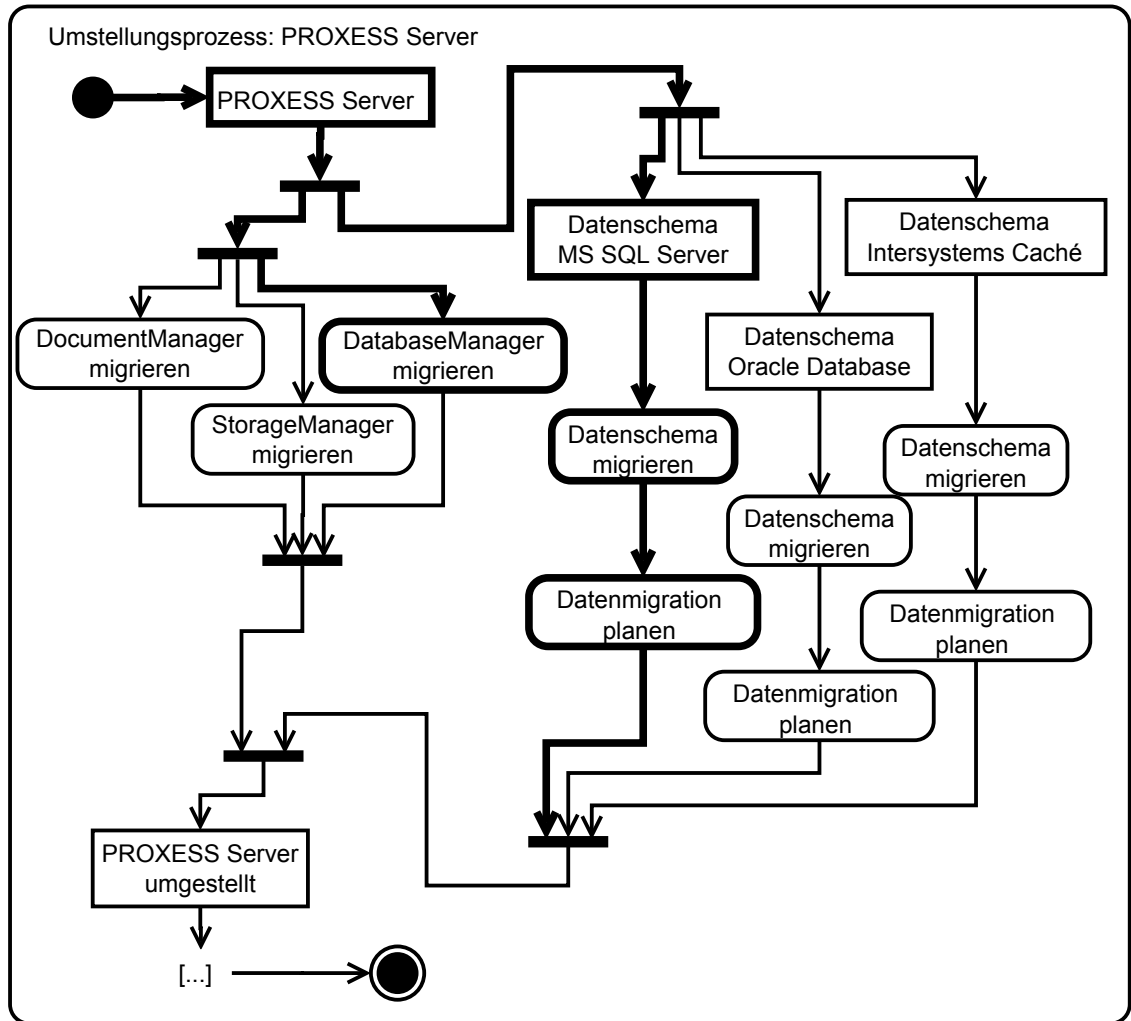 Umstellungsprozess: PROXESS Server
PROXESS Server
Datenschema
MS SQL Server
Datenschema
Intersystems Caché
DocumentManager
migrieren
DatabaseManager
migrieren
Datenschema
Oracle Database
StorageManager
migrieren
Datenschema
migrieren
Datenschema
migrieren
Datenschema
migrieren
Datenmigration
planen
Datenmigration
planen
Datenmigration
planen
PROXESS Server
umgestellt
[...]